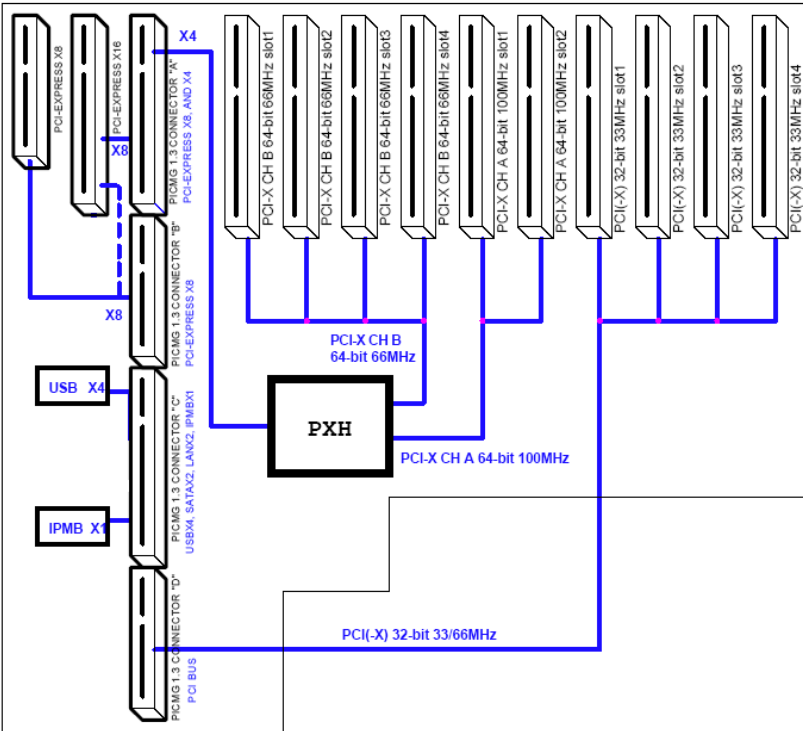 PCI-EXPRESS X8
PCI-EXPRESS X16
PICMG 1.3 CONNECTOR "A"
PCI-EXPRESS X8, AND X4
X4
PCI-X CH B 64-bit 66MHz slot1
PCI-X CH B 64-bit 66MHz slot2
PCI-X CH B 64-bit 66MHz slot3
PCI-X CH B 64-bit 66MHz slot4
PCI-X CH A 64-bit 100MHz slot1
PCI-X CH A 64-bit 100MHz slot2
PCI(-X) 32-bit 33MHz slot1
PCI(-X) 32-bit 33MHz slot2
PCI(-X) 32-bit 33MHz slot3
PCI(-X) 32-bit 33MHz slot4
X8
PICMG 1.3 CONNECTOR "B"
PCI-EXPRESS X8
X8
PCI-X CH B
64-bit 66MHz
USB X4
PICMG 1.3 CONNECTOR "C"
USBX4, SATAX2, LANX2, IPMBX1
PXH
PCI-X CH A 64-bit 100MHz
IPMB X1
PICMG 1.3 CONNECTOR "D"
PCI BUS
PCI(-X) 32-bit 33/66MHz